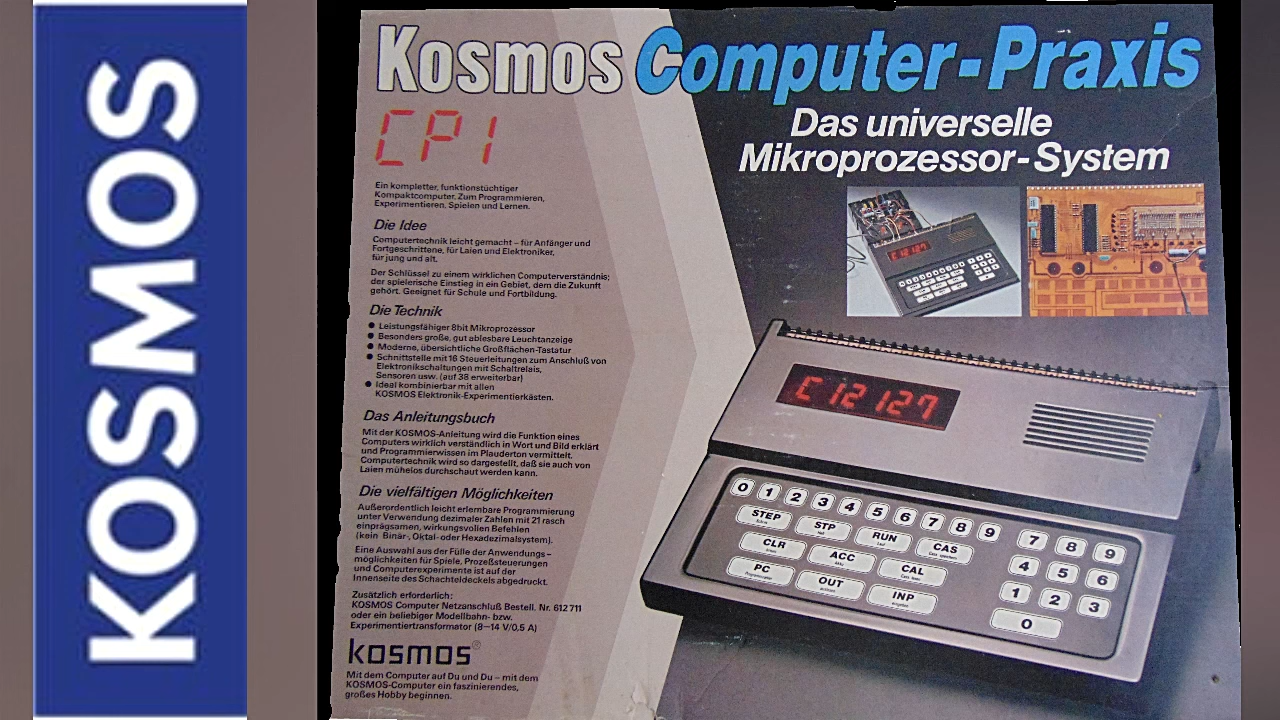 KOSMOS
Kosmos Computer-Praxis
CP1
Das universelle
Mikroprozessor-System
Ein kompletter, funktionstüchtiger
Kompaktcomputer. Zum Programmieren,
Experimentieren, Spielen und Lernen.
Die Idee
Computertechnik leicht gemacht – für Anfänger und
Fortgeschrittene, für Laien und Elektroniker,
für jung und alt.
Der Schlüssel zu einem wirklichen Computerverständnis:
der spielerische Einstieg in ein Gebiet, dem die Zukunft
gehört. Geeignet für Schule und Fortbildung.
Die Technik
● Leistungsfähiger 8bit Mikroprozessor
● Besonders große, gut ablesbare Leuchtanzeige
● Moderne, übersichtliche Großflächen-Tastatur
● Schnittstelle mit 16 Steuerleitungen zum Anschluß von
Elektronikschaltungen mit Schaltrelais,
Sensoren usw. (auf 38 erweiterbar)
● Ideal kombinierbar mit allen
KOSMOS Elektronik-Experimentierkästen.
Das Anleitungsbuch
Mit der KOSMOS-Anleitung wird die Funktion eines
Computers wirklich verständlich in Wort und Bild erklärt
und Programmierwissen im Plauderton vermittelt.
Computertechnik wird so dargestellt, daß sie auch von
Laien mühelos durchschaut werden kann.
Die vielfältigen Möglichkeiten
Außerordentlich leicht erlernbare Programmierung
unter Verwendung dezimaler Zahlen mit 21 rasch
einprägsamen, wirkungsvollen Befehlen
(kein Binär-, Oktal- oder Hexadezimalsystem).
Eine Auswahl aus der Fülle der Anwendungs–
möglichkeiten für Spiele, Prozeßsteuerungen
und Computerexperimente ist auf der
Innenseite des Schachteldeckels abgedruckt.
Zusätzlich erforderlich:
KOSMOS Computer Netzanschluß Bestell. Nr. 612 711
oder ein beliebiger Modellbahn- bzw.
Experimentiertransformator (8–14 V/0,5 A)
kosmos®
Mit dem Computer auf Du und Du – mit dem
KOSMOS-Computer ein faszinierendes,
großes Hobby beginnen.
C 12127
C 12127
0 1 2 3 4 5 6 7 8 9
STEP STP RUN CAS
CLR ACC CAL
PC OUT INP
7 8 9
4 5 6
1 2 3
0